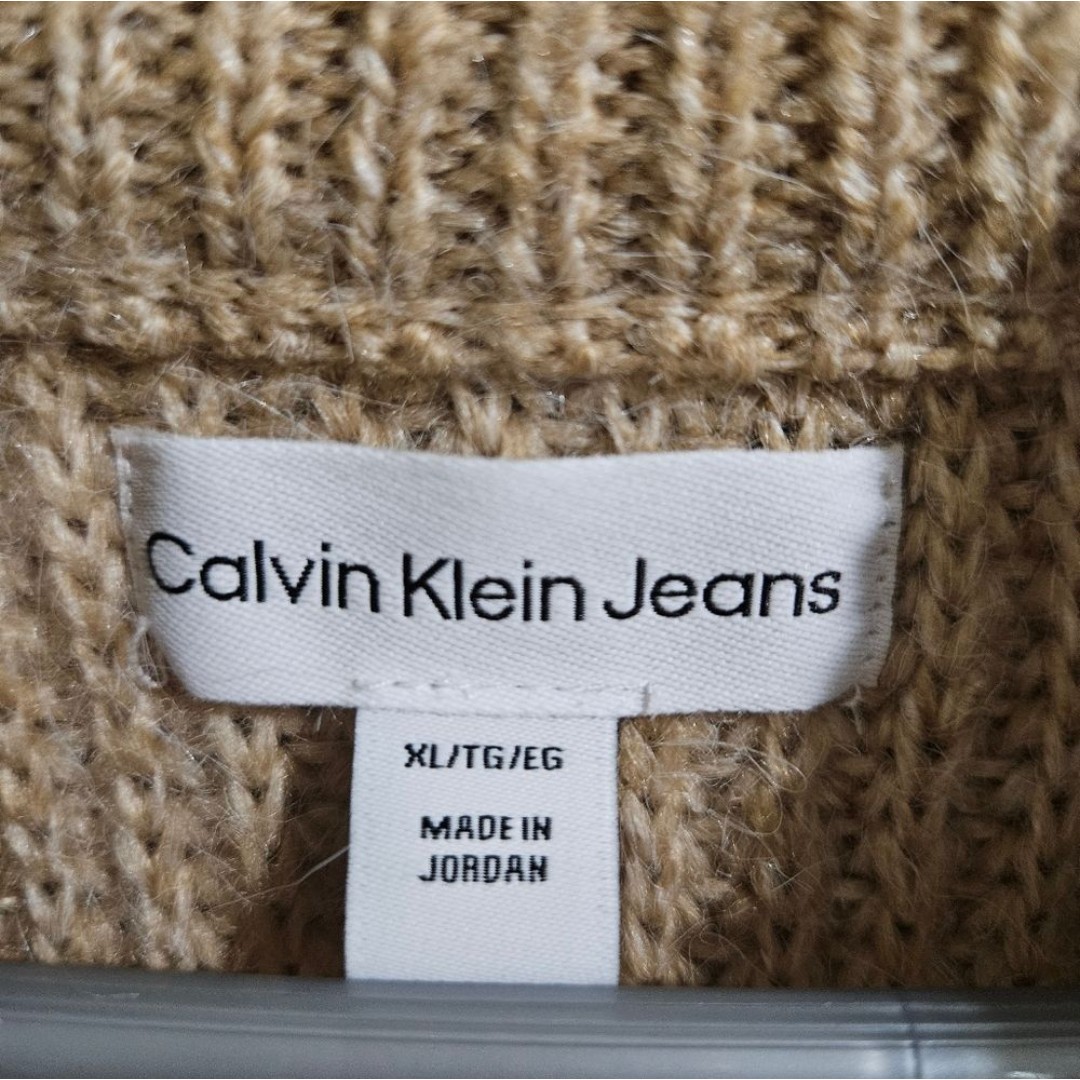 Calvin Klein Jeans
XL/TG/EG
MADE IN
JORDAN